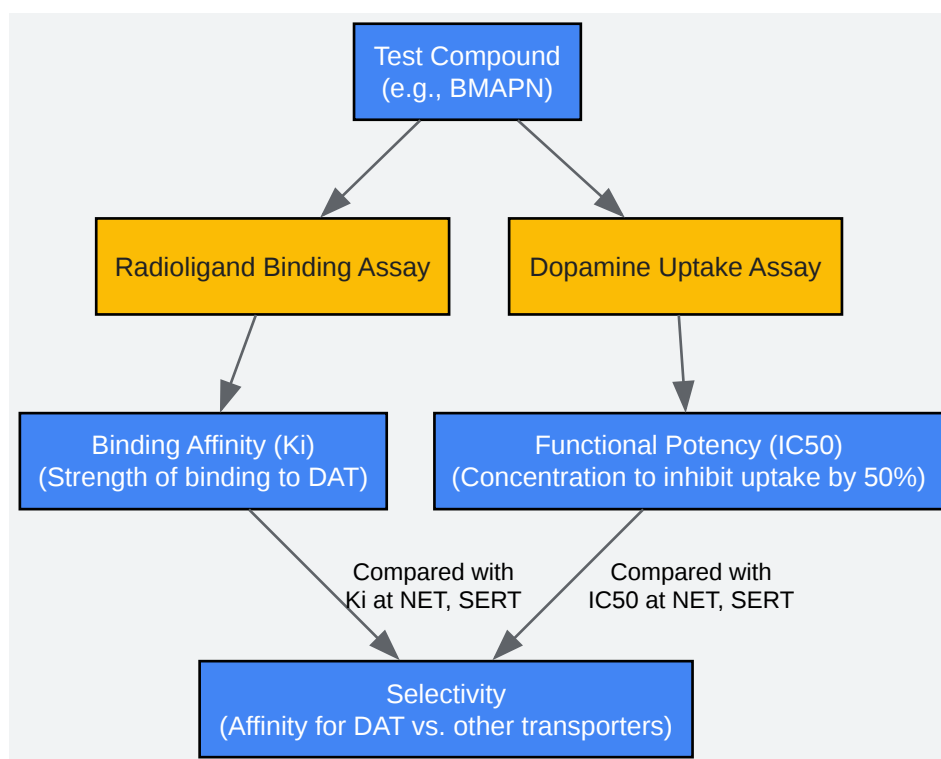 Test Compound
(e.g., BMAPN)
Radioligand Binding Assay
Dopamine Uptake Assay
Binding Affinity (Ki)
(Strength of binding to DAT)
Functional Potency (IC50)
(Concentration to inhibit uptake by 50%)
Compared with
Ki at NET, SERT
Compared with
IC50 at NET, SERT
Selectivity
(Affinity for DAT vs. other transporters)